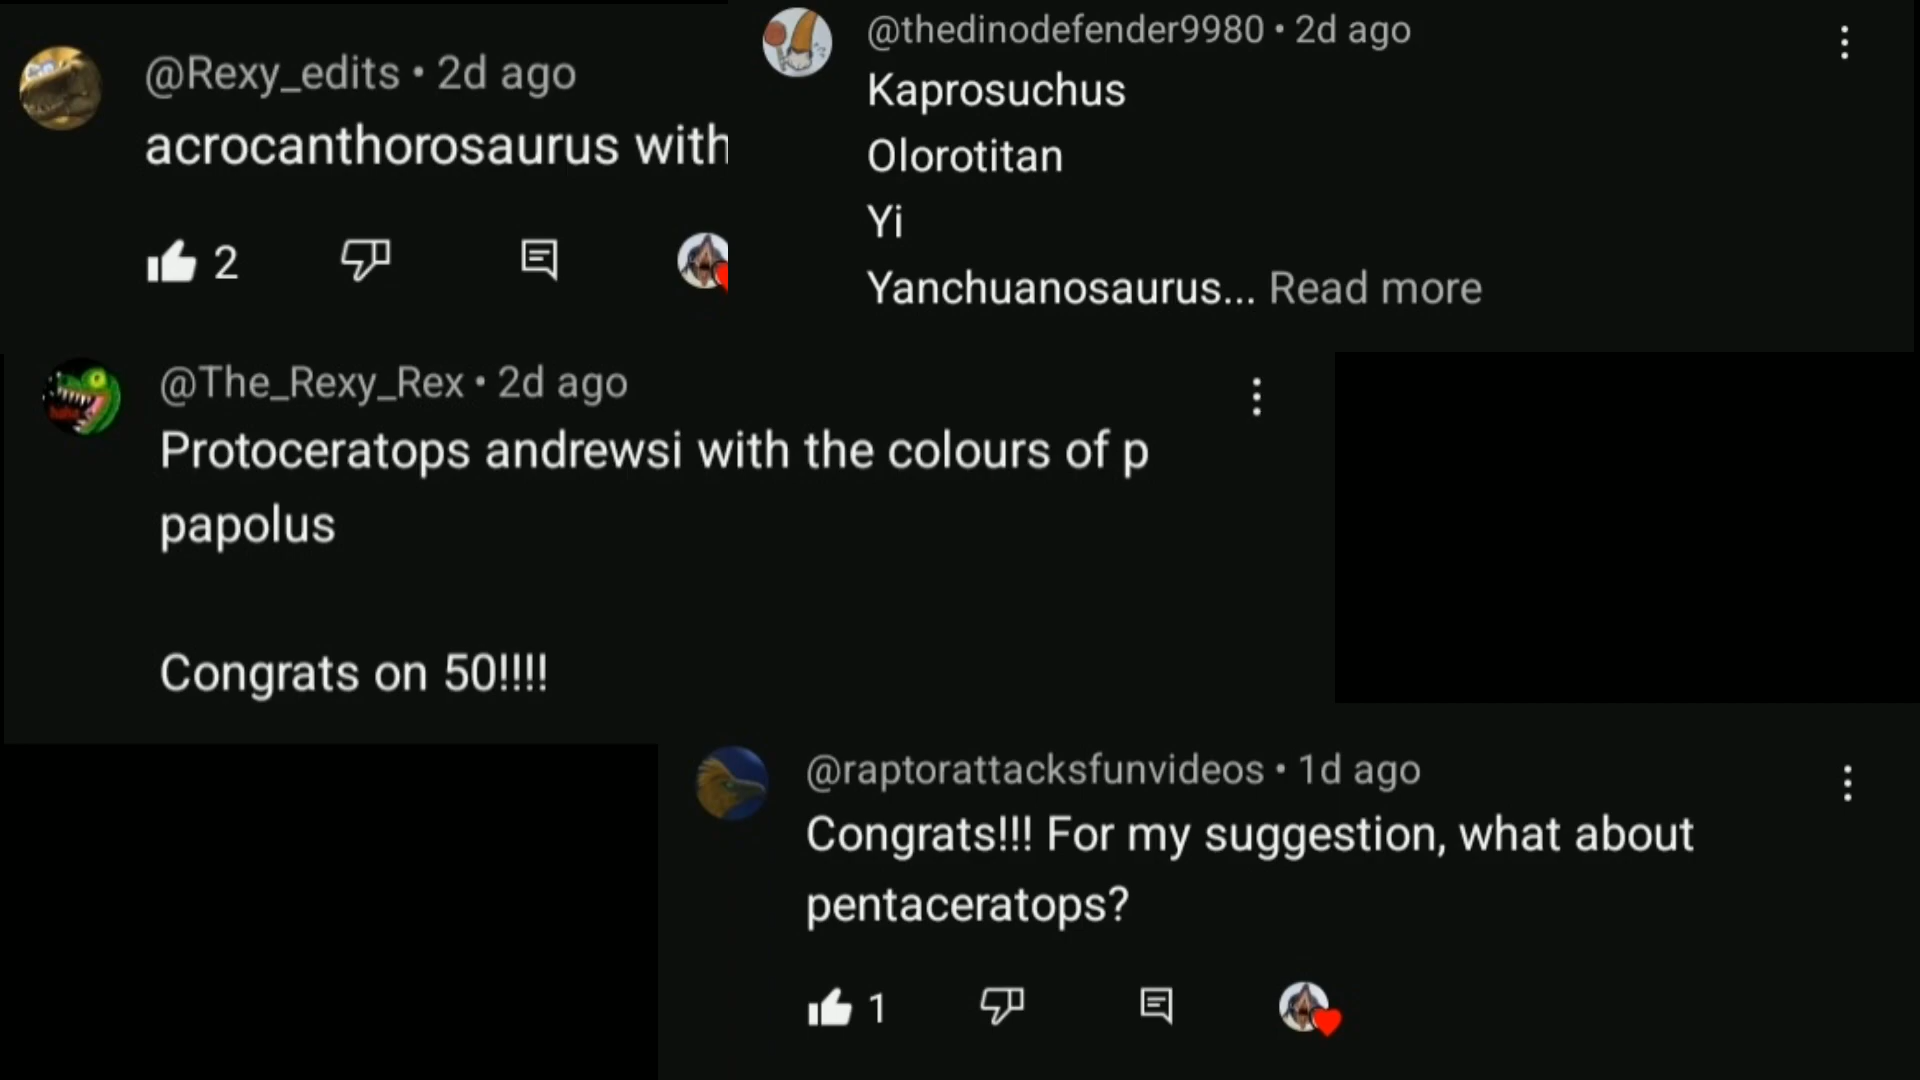 @Rexy_edits • 2d ago
acrocanthorosaurus with
2
@thedinodefender9980 • 2d ago
Kaprosuchus
Olorotitan
Yi
Yanchuanosaurus... Read more
@The_Rexy_Rex • 2d ago
Protoceratops andrewsi with the colours of p
papolus
Congrats on 50!!!!
@raptorattacksfunvideos • 1d ago
Congrats!!! For my suggestion, what about
pentaceratops?
1